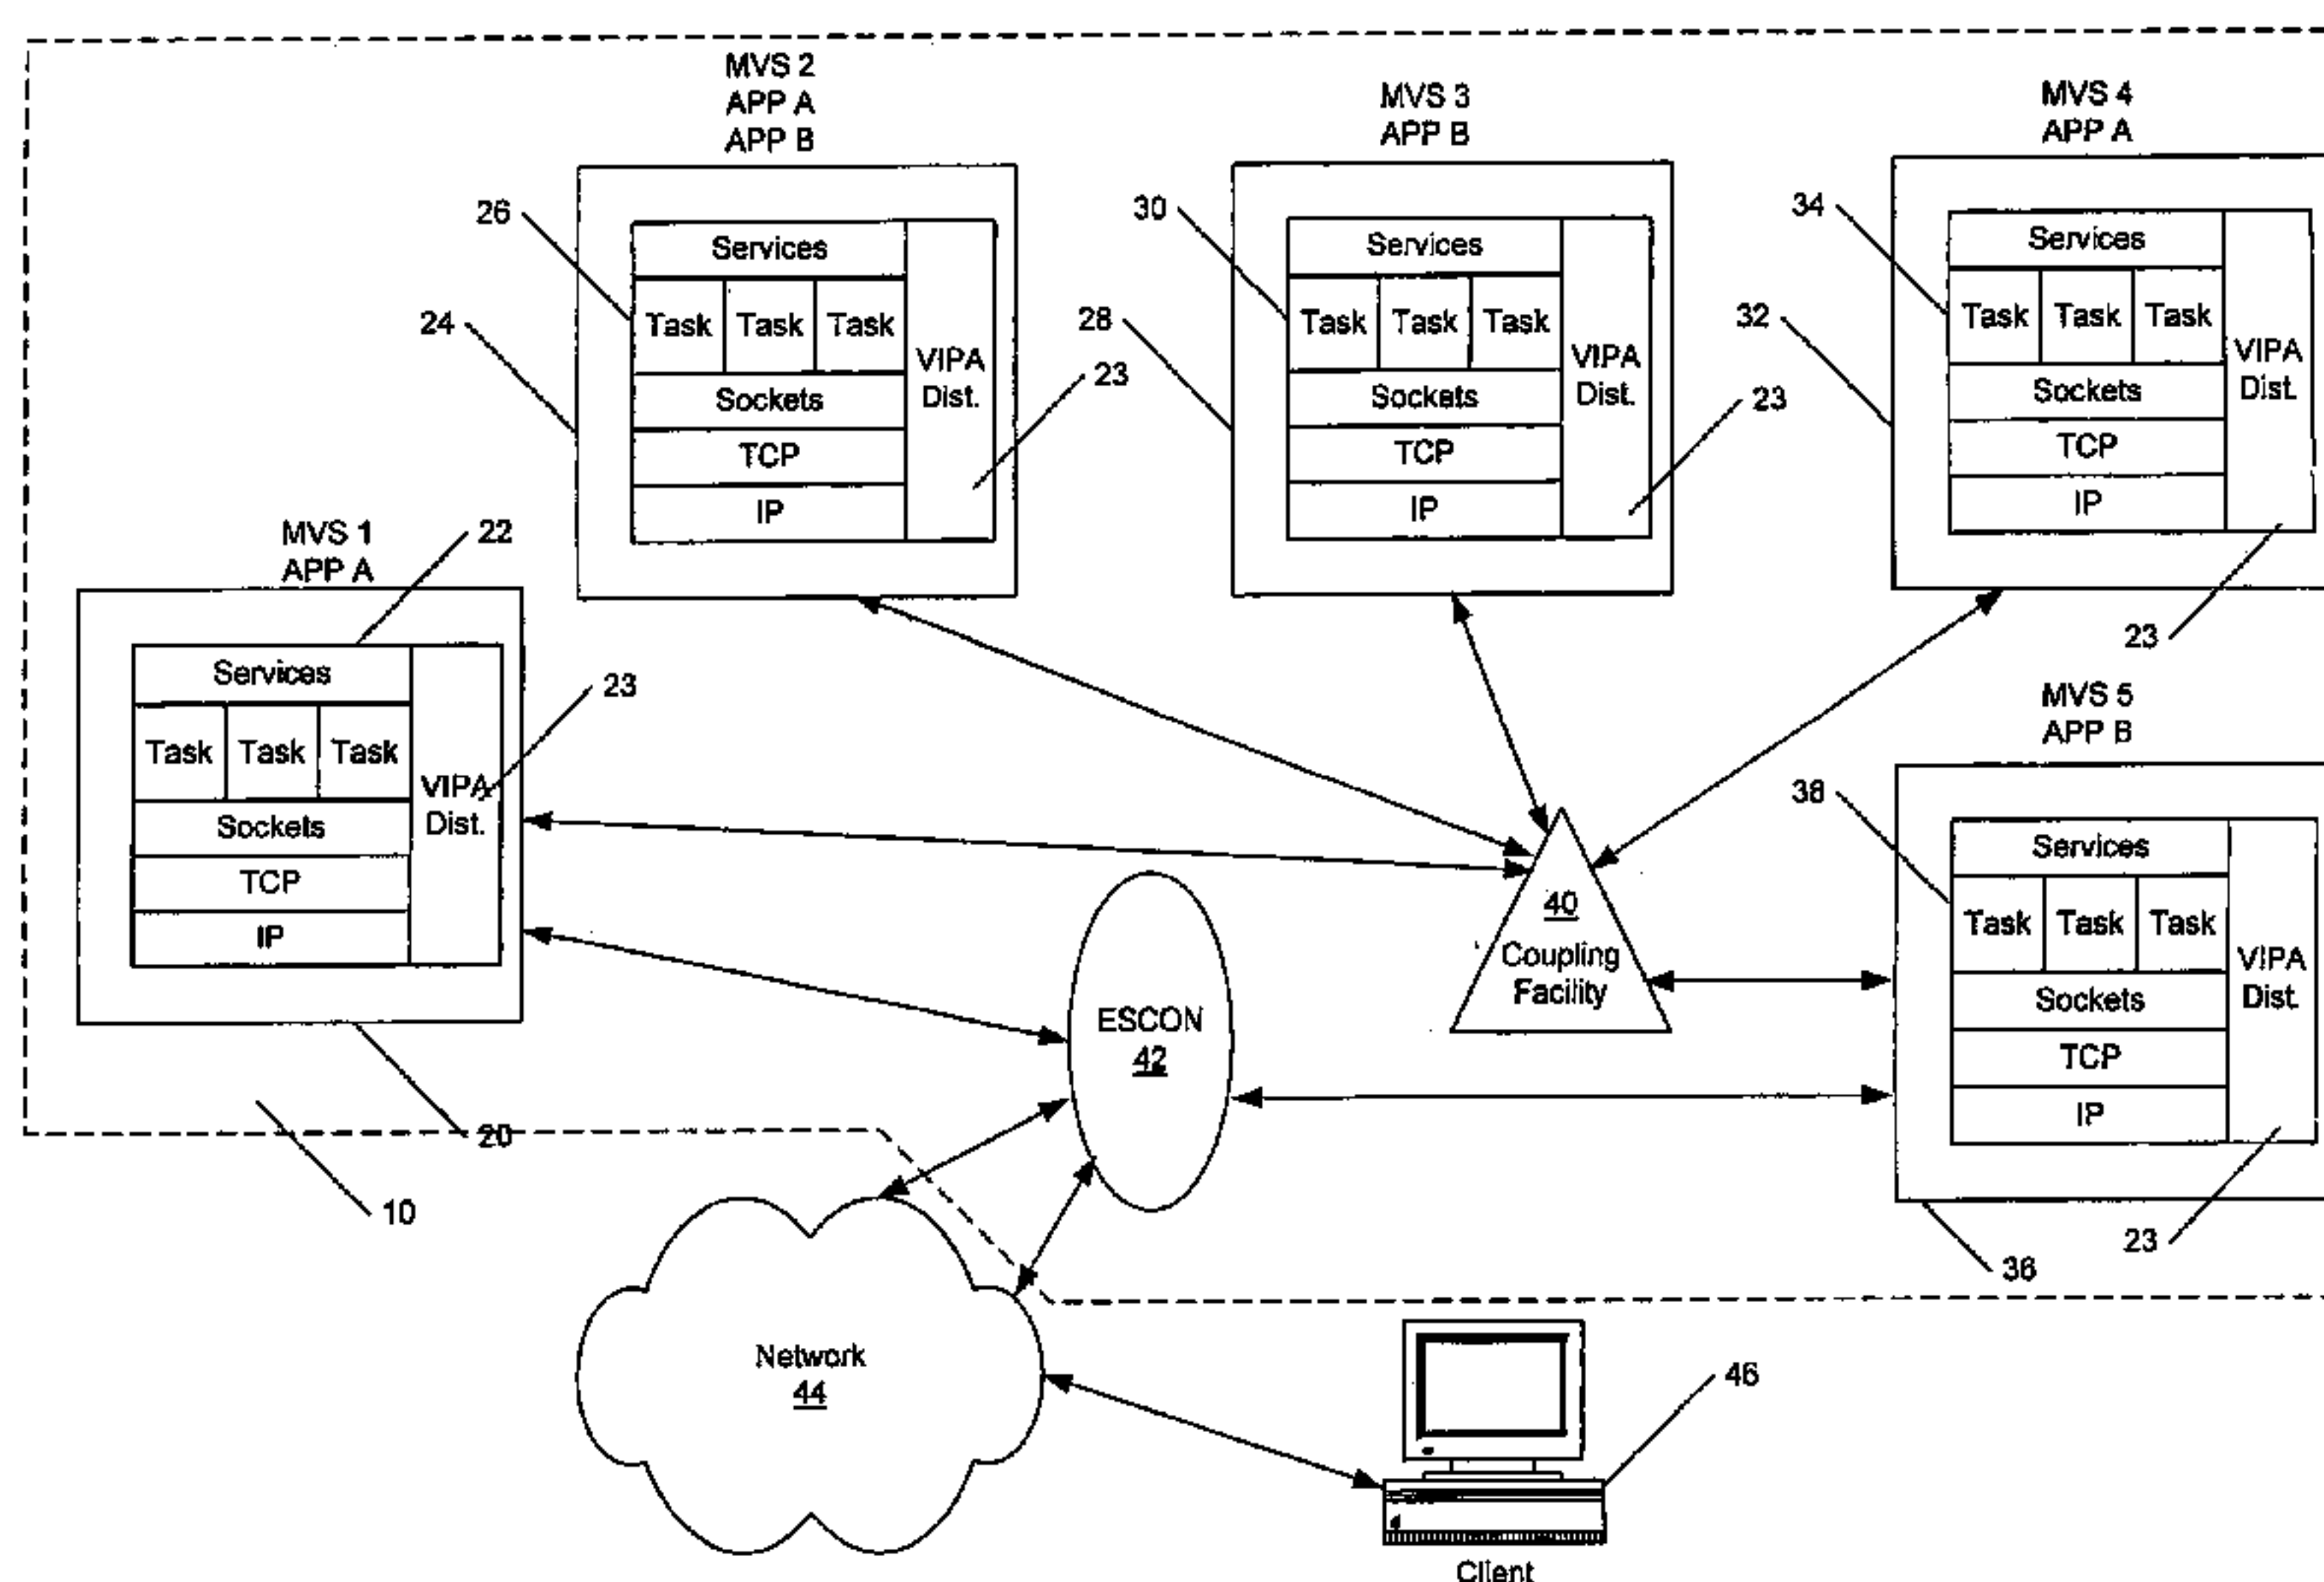 MVS 2
APP A
APP B
MVS 3
APP B
MVS 4
APP A
26
Services
Task Task Task
Sockets
TCP
IP
VIPA
Dist.
23
24
30
Services
Task Task Task
Sockets
TCP
IP
VIPA
Dist.
23
28
34
Services
Task Task Task
Sockets
TCP
IP
VIPA
Dist.
23
32
MVS 1
APP A
22
Services
Task Task Task
Sockets
TCP
IP
VIPA
Dist.
23
20
10
MVS 5
APP B
38
Services
Task Task Task
Sockets
TCP
IP
VIPA
Dist.
23
36
40
Coupling
Facility
ESCON
42
Network
44
46
Client